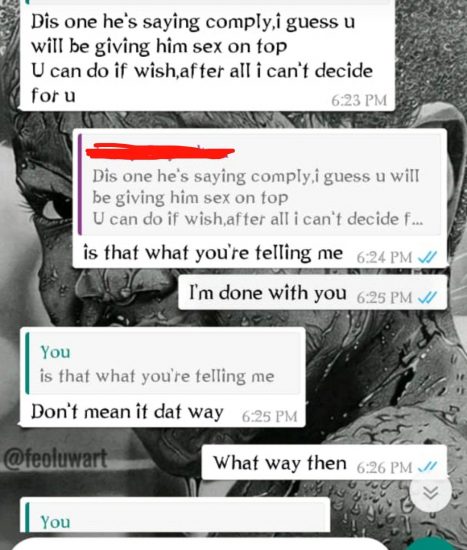 Dis one he's saying comply,i guess u
will be giving him sex on top
U can do if wish,after all i can't decide
for u
6:23 PM
Dis one he's saying comply,i guess u will
be giving him sex on top
U can do if wish,after all i can't decide f...
is that what you're telling me 6:24 PM
I'm done with you 6:25 PM
You
is that what you're telling me
Don't mean it dat way 6:25 PM
@feoluwart
What way then 6:26 PM
You